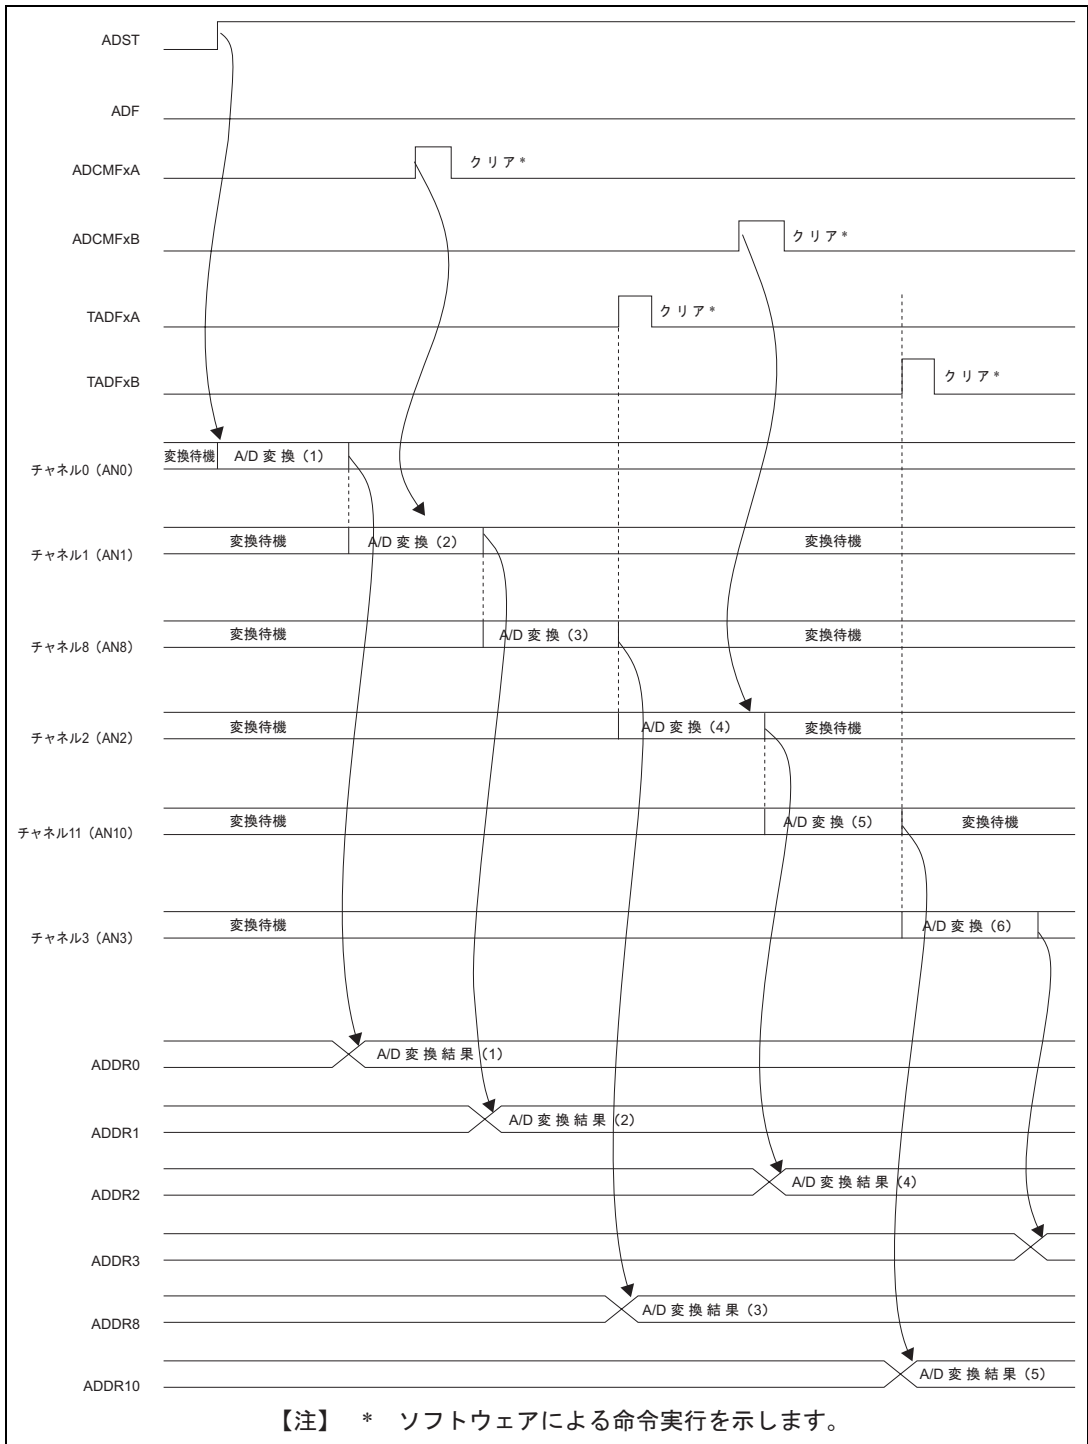 ADST
ADF
ADCMFxA
クリア*
ADCMFxB
クリア*
TADFxA
クリア*
TADFxB
クリア*
チャネル0（AN0）
変換待機
A/D 変換（1）
チャネル1（AN1）
変換待機
A/D 変換（2）
変換待機
チャネル8（AN8）
変換待機
A/D 変換（3）
変換待機
チャネル2（AN2）
変換待機
A/D 変換（4）
変換待機
チャネル11（AN10）
変換待機
A/D 変換（5）
変換待機
チャネル3（AN3）
変換待機
A/D 変換（6）
ADDR0
A/D 変換結果（1）
ADDR1
A/D 変換結果（2）
ADDR2
A/D 変換結果（4）
ADDR3
ADDR8
A/D 変換結果（3）
ADDR10
A/D 変換結果（5）
【注】 * ソフトウェアによる命令実行を示します。